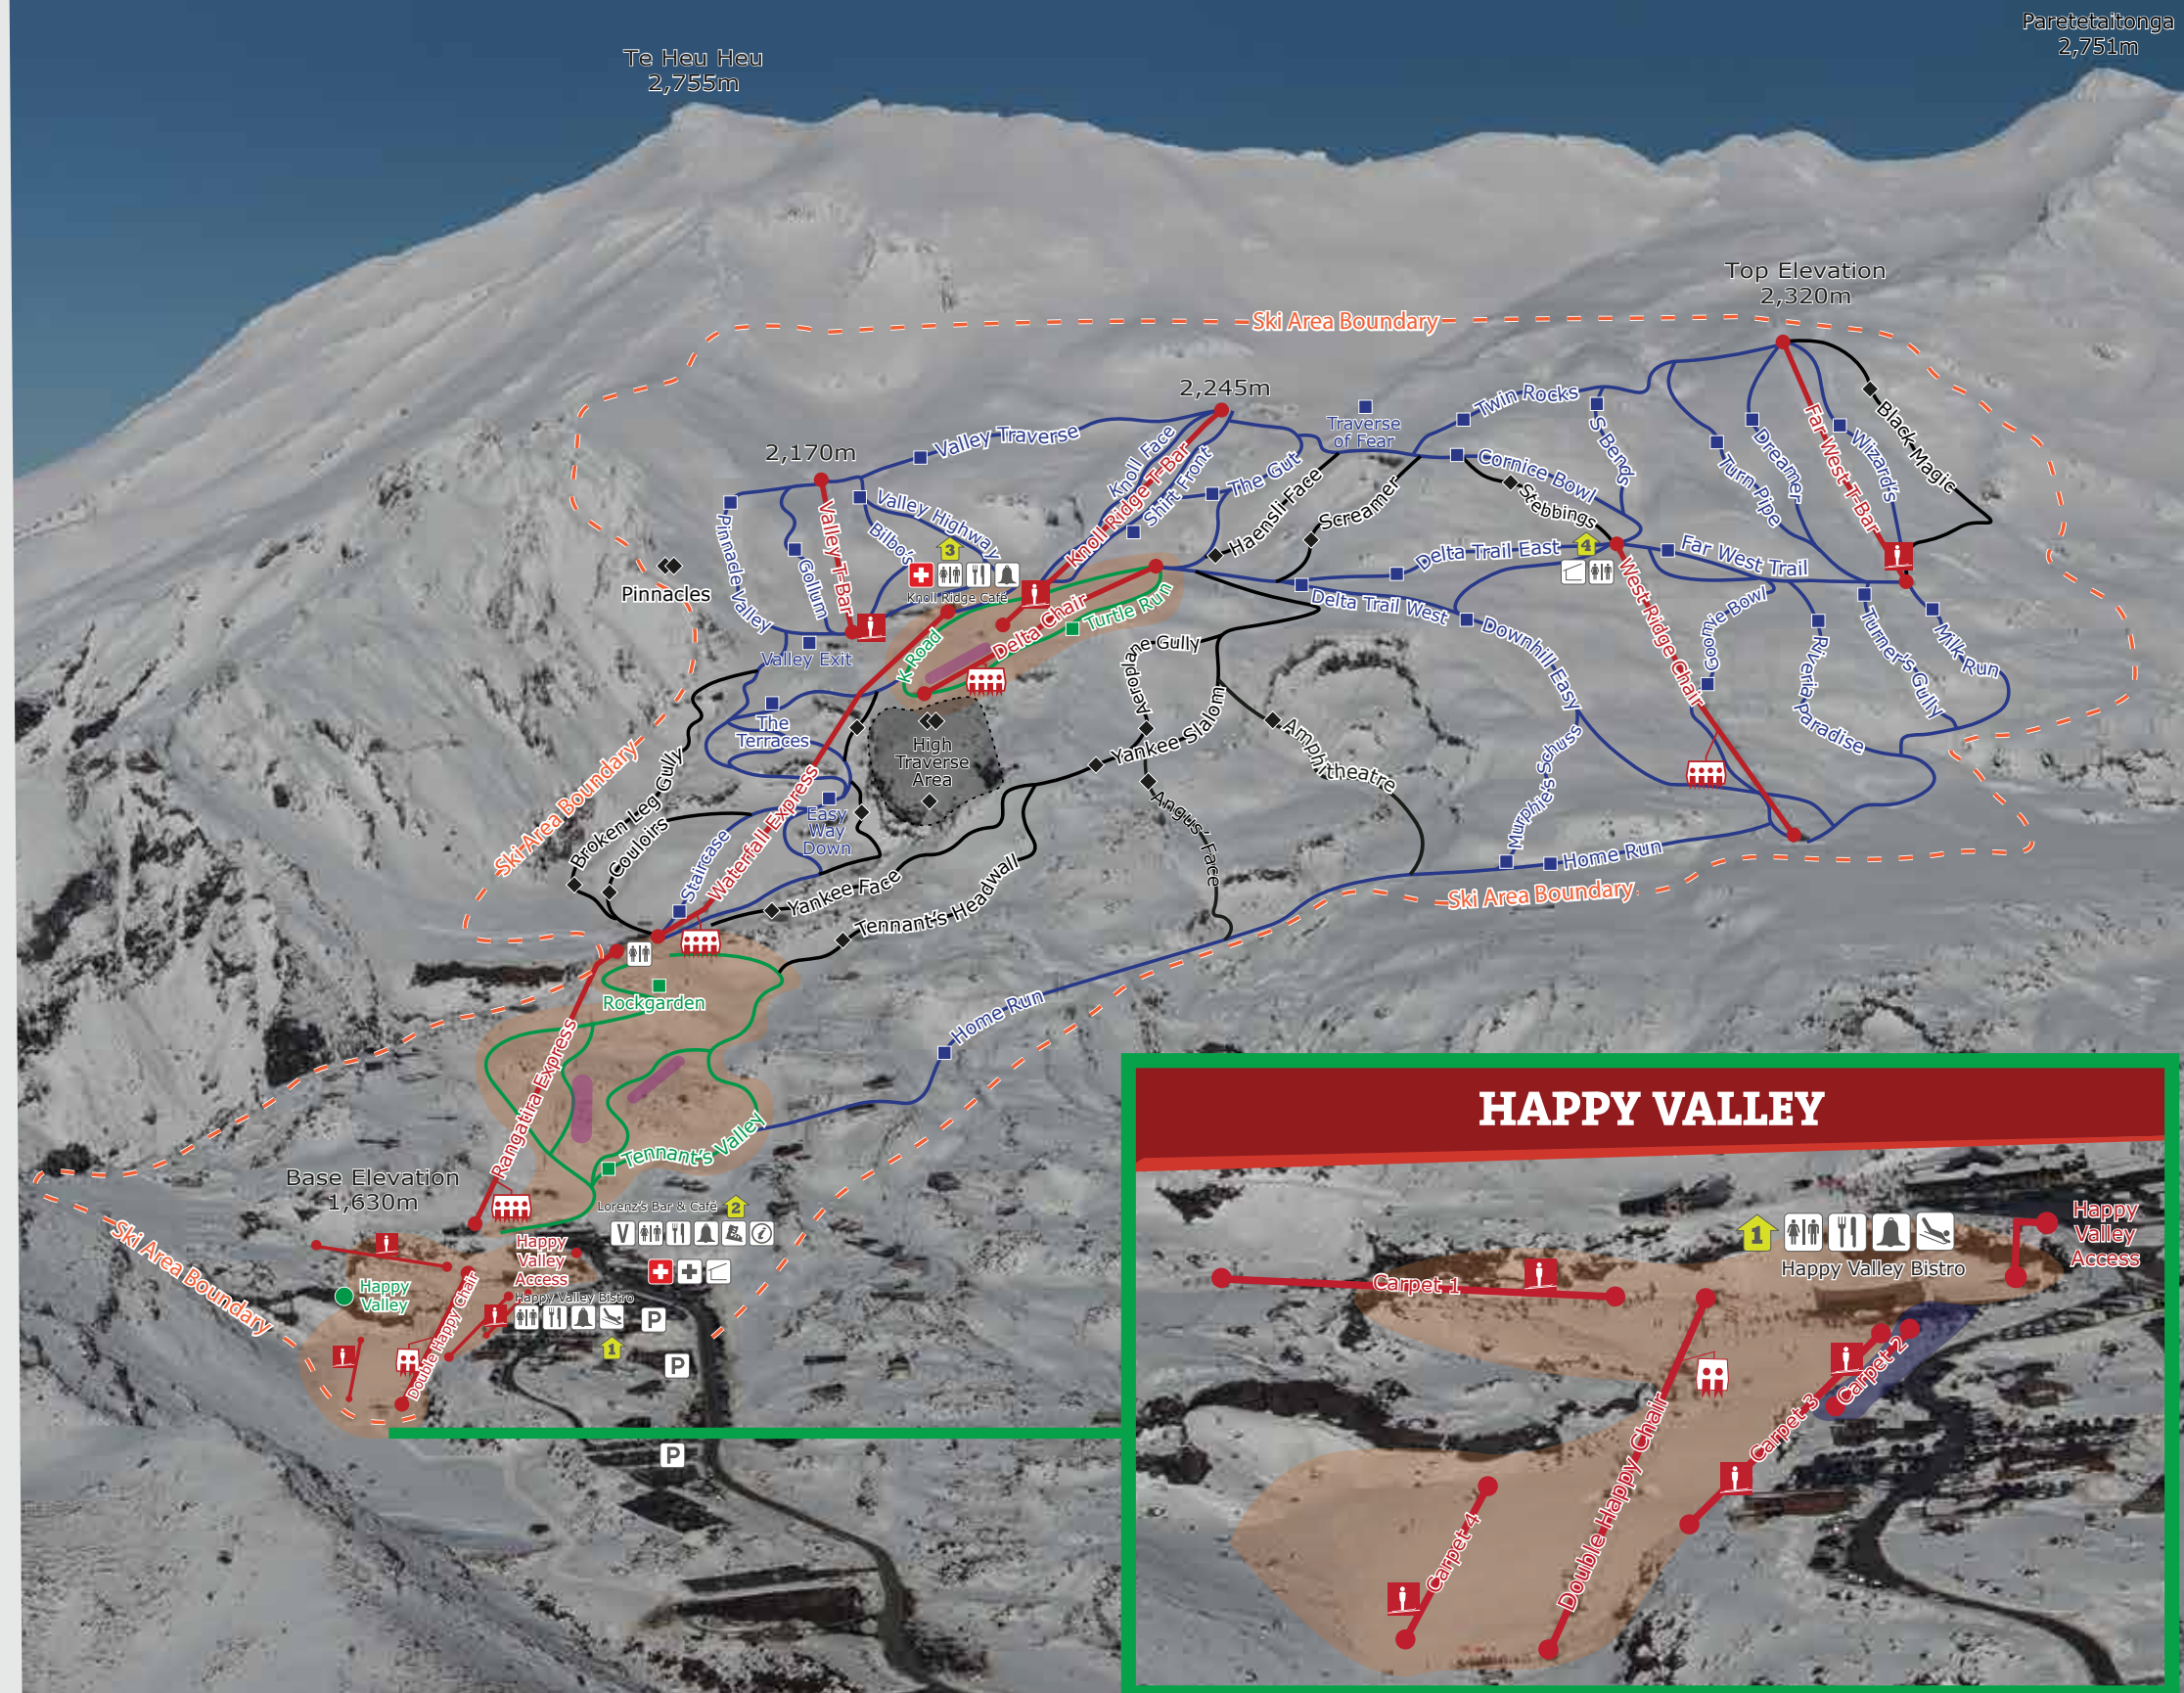 Paretetaitonga
2,751m
Te Heu Heu
2,755m
Top Elevation
2,320m
Ski Area Boundary
2,245m
2,170m
Valley Traverse
Knoll Face
Knoll Ridge T-Bar
Shirt Front
The Gut
Traverse
of Fear
Twin Rocks
S Bends
Cornice Bowl
Stebbings
Haensli-Face
Screamer
Turn Pipe
Dreamer
Far West T-Bar
Wizard's
Black Magic
Pinnacles
Pinnacle Valley
Gollum
Valley T-Bar
Valley Highway
Bilbo's
3
Knoll Ridge Café
Valley Exit
K Road
Delta Chair
Turtle Run
Delta Trail East
4
Delta Trail West
Far West Trail
West Ridge Chair
Goomye Bowl
Riveria Paradise
Turner's Gully
Milk Run
Downhill Easy
Murphie's Schuss
Aeroplane Gully
Yankee Slalom
Amphitheatre
Angus' Face
The
Terraces
High
Traverse
Area
Easy
Way
Down
Ski Area Boundary
Broken Leg Gully
Couloirs
Staircase
Waterfall Express
Yankee Face
Tennant's Headwall
Home Run
Ski Area Boundary
Rockgarden
Home Run
Rangatira Express
Tennant's Valley
Base Elevation
1,630m
Ski Area Boundary
Lorenz's Bar & Café
2
V
Happy
Valley
Access
Happy
Valley
Double Happy Chair
Happy Valley Bistro
1
P
P
P
HAPPY VALLEY
Happy
Valley
Access
1
Happy Valley Bistro
Carpet 1
Carpet 2
Carpet 3
Double Happy Chair
Carpet 4